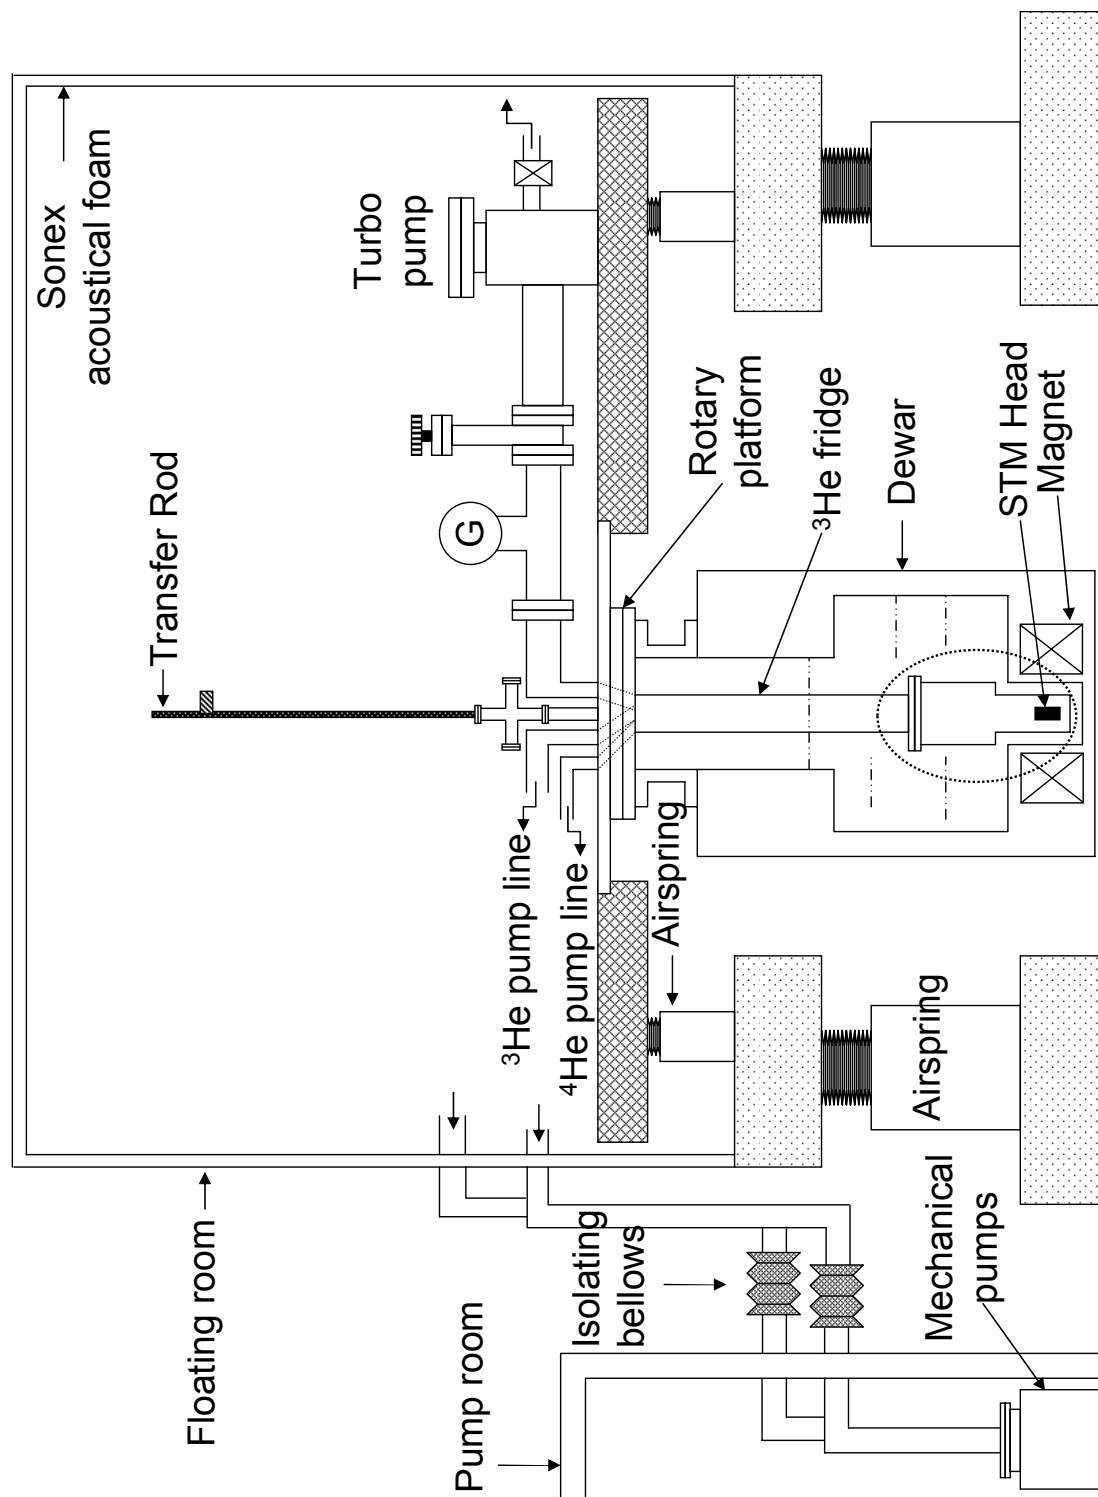 Sonex
acoustical foam
Turbo
pump
Transfer Rod
G
Rotary
platform
³He fridge
Dewar
STM Head
Magnet
³He pump line
⁴He pump line
Airspring
Airspring
Floating room
Isolating
bellows
Pump room
Mechanical
pumps